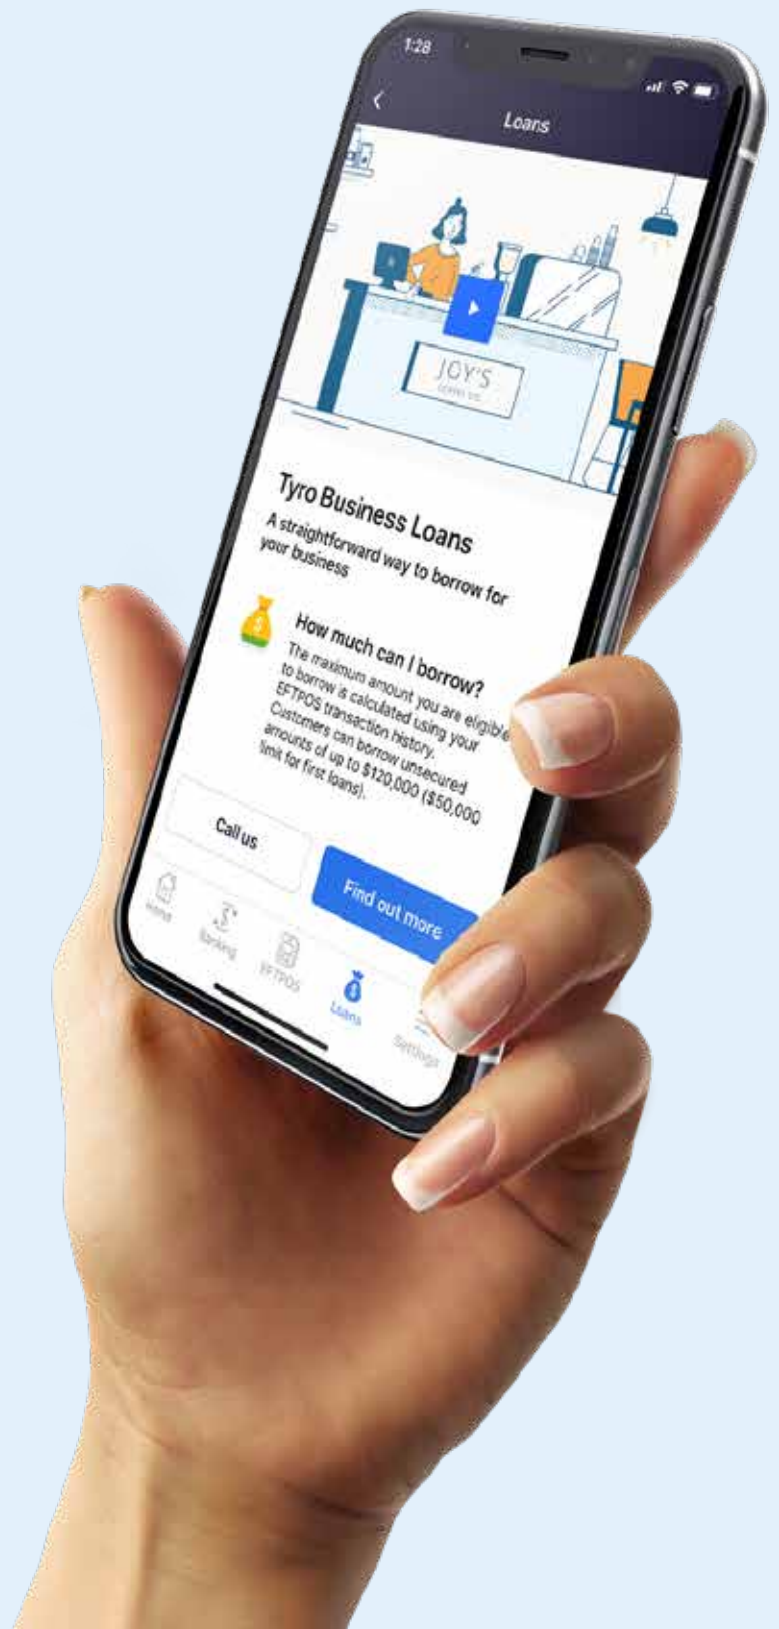 1:28
Loans
JOY'S
Tyro Business Loans
A straightforward way to borrow for
your business
$
How much can I borrow?
The maximum amount you are eligible
to borrow is calculated using your
EFTPOS transaction history.
Customers can borrow unsecured
amounts of up to $120,000 ($50,000
limit for first loans).
Call us
Find out more
Home
Banking
EFTPOS
Loans
Settings